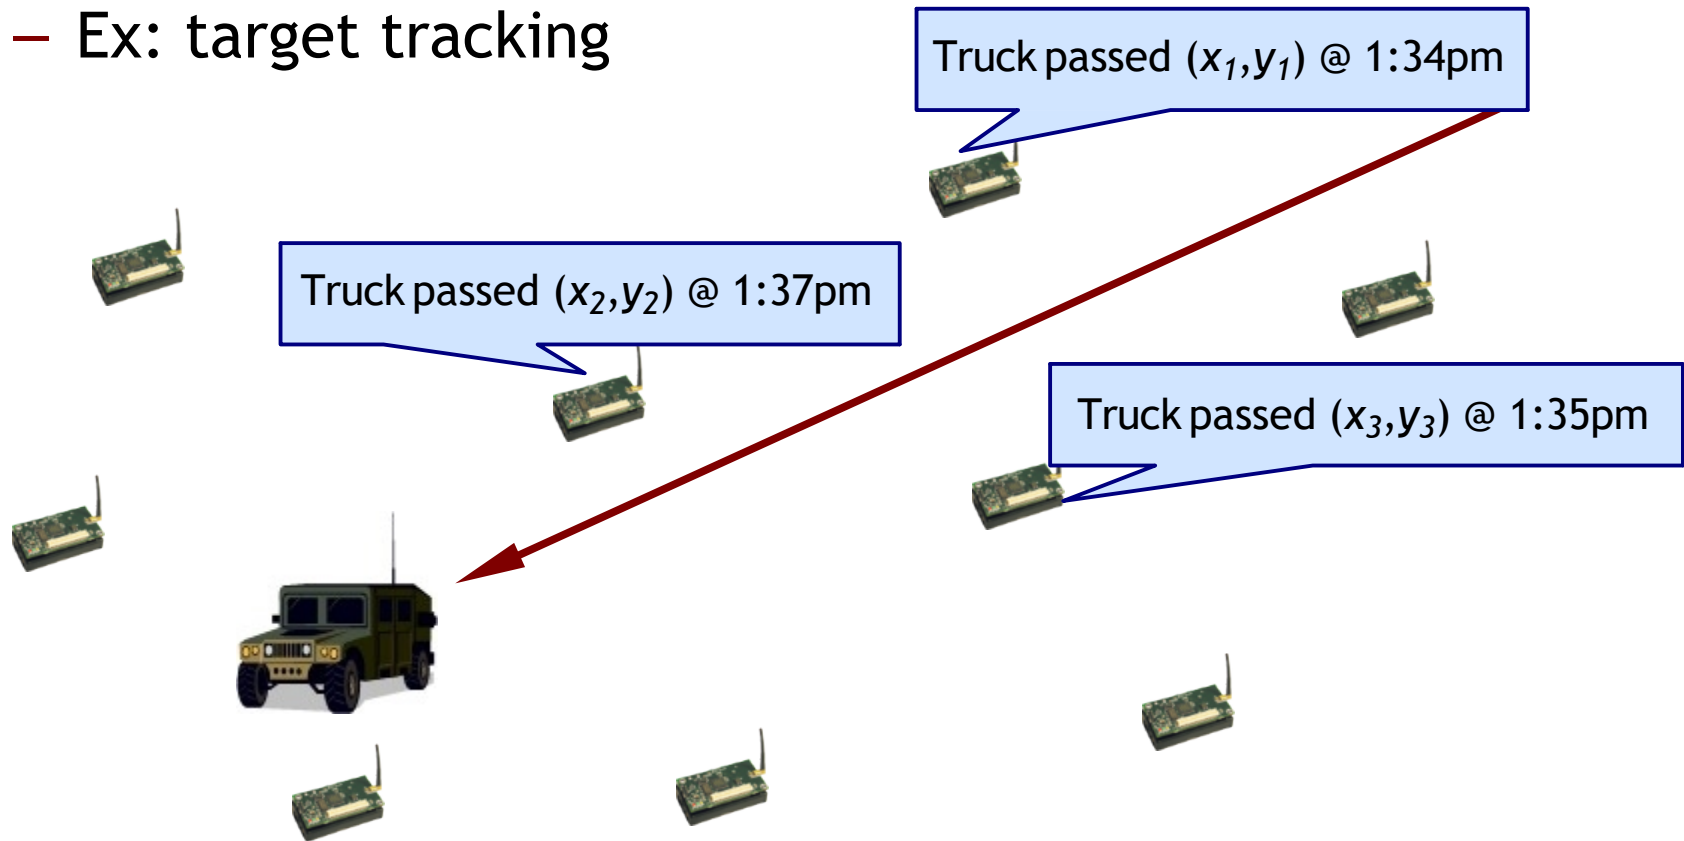 – Ex: target tracking
Truck passed (x₁,y₁) @ 1:34pm
Truck passed (x₂,y₂) @ 1:37pm
Truck passed (x₃,y₃) @ 1:35pm